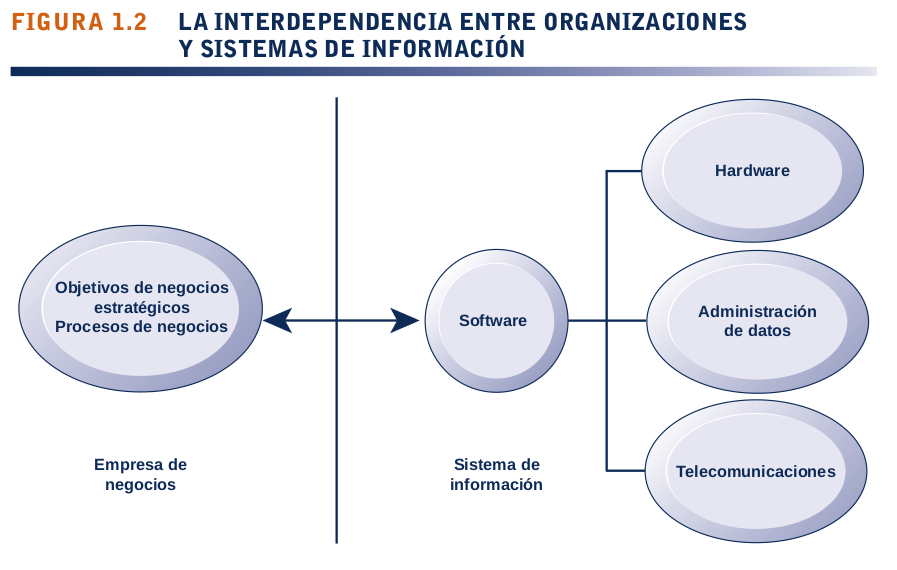 FIGURA 1.2 LA INTERDEPENDENCIA ENTRE ORGANIZACIONES
Y SISTEMAS DE INFORMACIÓN
Hardware
Objetivos de negocios
estratégicos
Procesos de negocios
Software
Administración
de datos
Empresa de
negocios
Sistema de
información
Telecomunicaciones